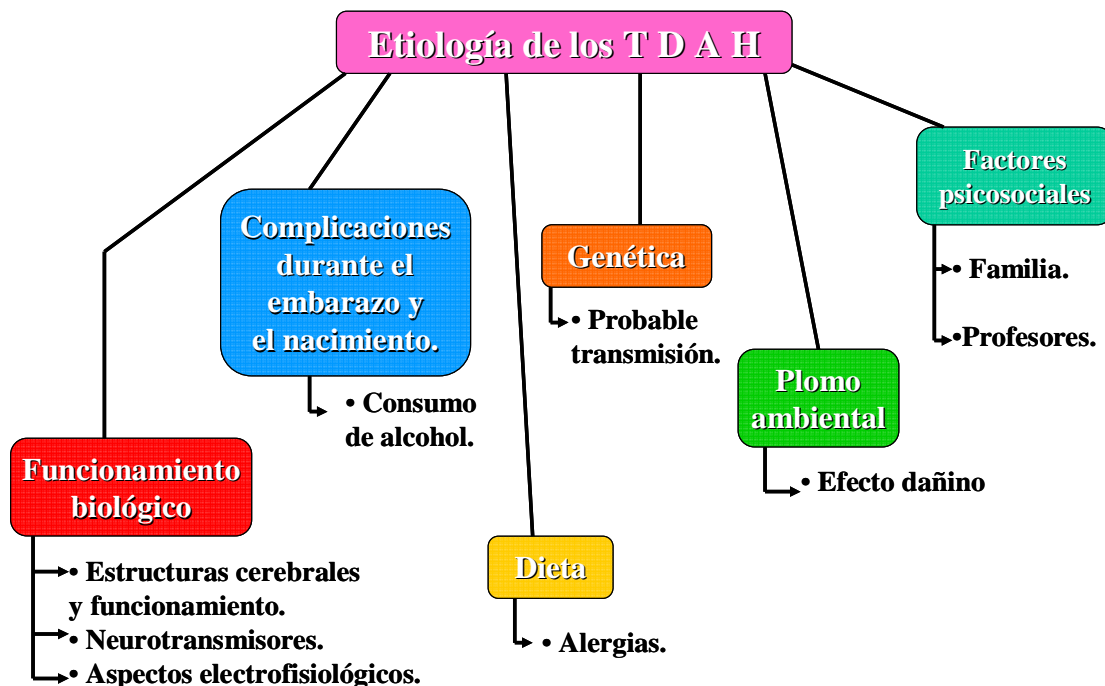 Etiología de los T D A H
Funcionamiento
biológico
• Estructuras cerebrales
y funcionamiento.
• Neurotransmisores.
• Aspectos electrofisiológicos.
Complicaciones
durante el
embarazo y
el nacimiento.
• Consumo
de alcohol.
Dieta
• Alergias.
Genética
• Probable
transmisión.
Plomo
ambiental
• Efecto dañino
Factores
psicosociales
• Familia.
•Profesores.